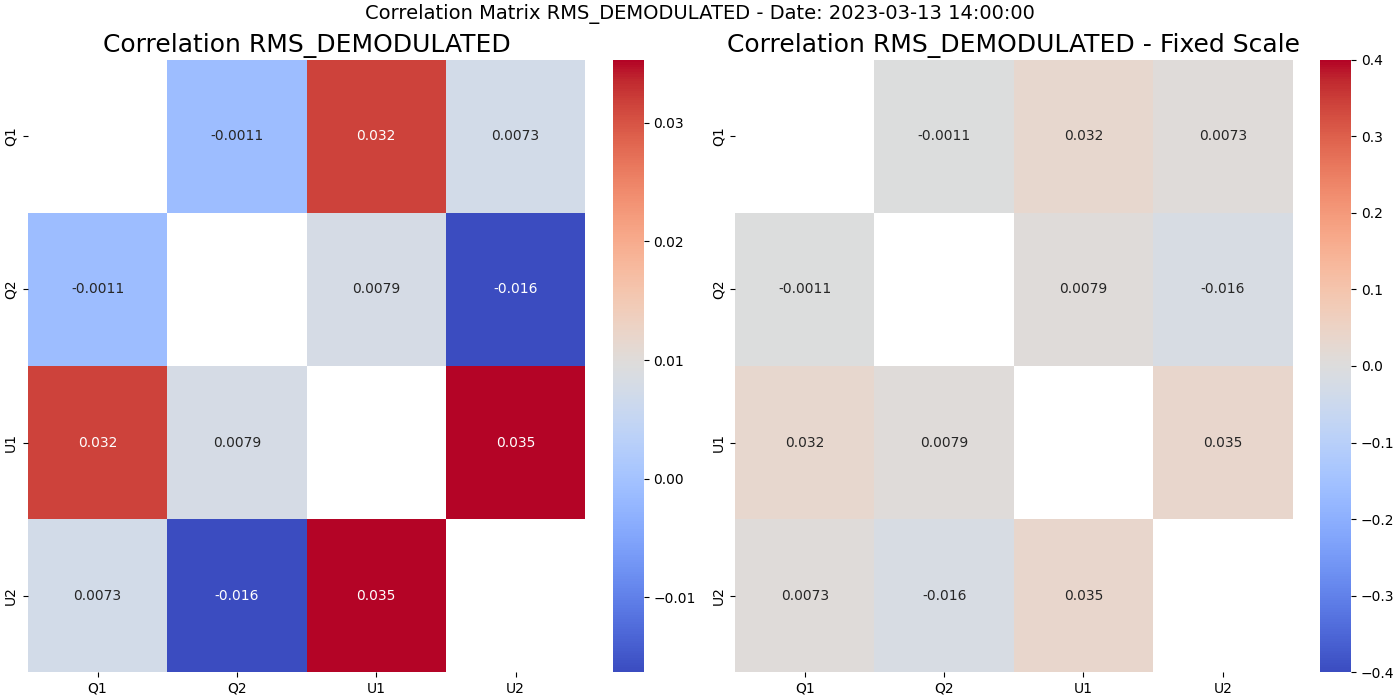 Correlation Matrix RMS_DEMODULATED - Date: 2023-03-13 14:00:00
Correlation RMS_DEMODULATED
Q1
-0.0011
0.032
0.0073
Q2
-0.0011
0.0079
-0.016
U1
0.032
0.0079
0.035
U2
0.0073
-0.016
0.035
Q1
Q2
U1
U2
0.03
0.02
0.01
0.00
−0.01
Correlation RMS_DEMODULATED - Fixed Scale
Q1
-0.0011
0.032
0.0073
Q2
-0.0011
0.0079
-0.016
U1
0.032
0.0079
0.035
U2
0.0073
-0.016
0.035
Q1
Q2
U1
U2
0.4
0.3
0.2
0.1
0.0
−0.1
−0.2
−0.3
−0.4